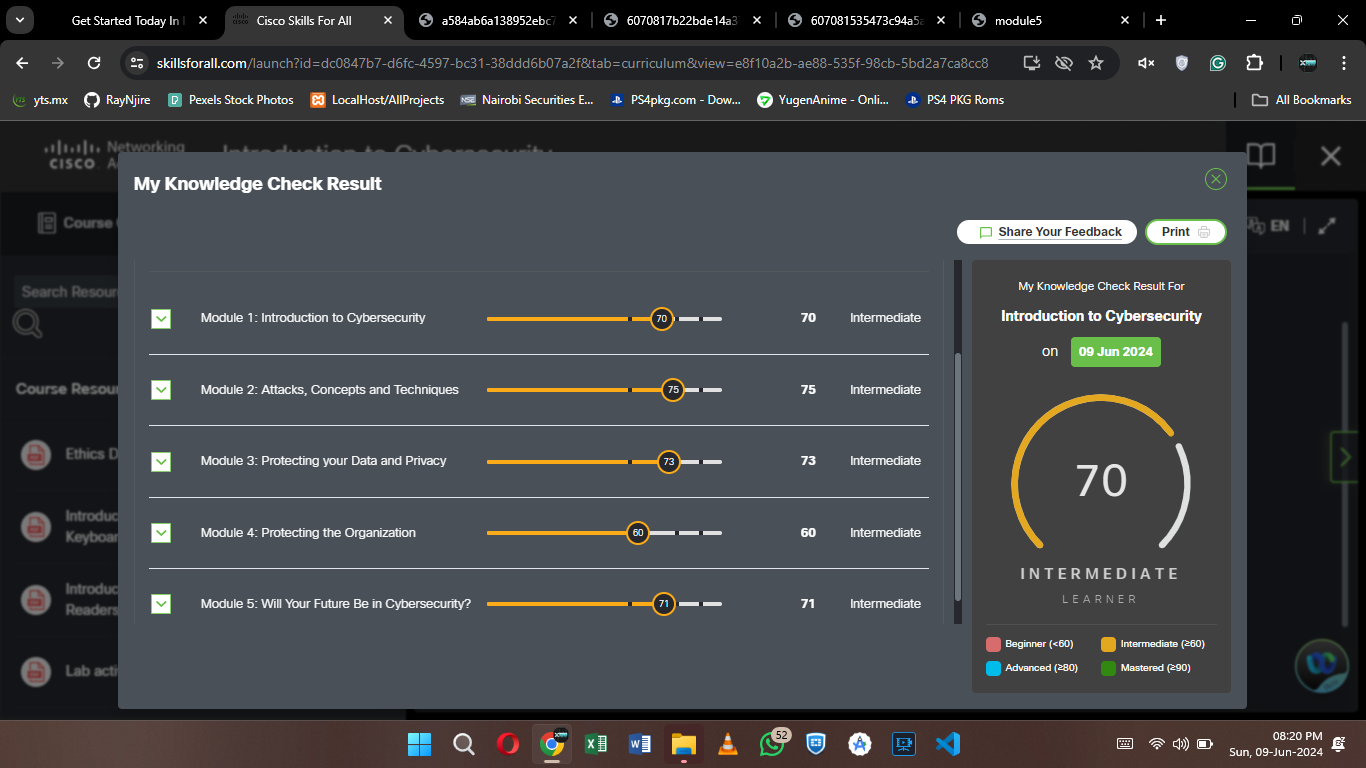 Get Started Today In
Cisco Skills For All
a584ab6a138952ebc7
6070817b22bde14a3
607081535473c94a5a
module5
skillsforall.com/launch?id=dc0847b7-d6fc-4597-bc31-38ddd6b07a2f&tab=curriculum&view=e8f10a2b-ae88-535f-98cb-5bd2a7ca8cc8
yts.mx
RayNjire
Pexels Stock Photos
LocalHost/AllProjects
NSE
Nairobi Securities E...
PS4pkg.com - Dow...
YugenAnime - Onli...
PS4 PKG Roms
All Bookmarks
CISCO
Networking
Introduction to Cybersecurity
My Knowledge Check Result
Course
EN
Share Your Feedback
Print
Search Resour
My Knowledge Check Result For
Introduction to Cybersecurity
on 09 Jun 2024
Module 1: Introduction to Cybersecurity 70 70 Intermediate
Module 2: Attacks, Concepts and Techniques 75 75 Intermediate
Module 3: Protecting your Data and Privacy 73 73 Intermediate
Module 4: Protecting the Organization 60 60 Intermediate
Module 5: Will Your Future Be in Cybersecurity? 71 71 Intermediate
Course Resour
Ethics D
Introduc
Keyboar
Introduc
Readers
Lab acti
70
INTERMEDIATE
LEARNER
Beginner (<60)
Intermediate (≥60)
Advanced (≥80)
Mastered (≥90)
52
08:20 PM
Sun, 09-Jun-2024